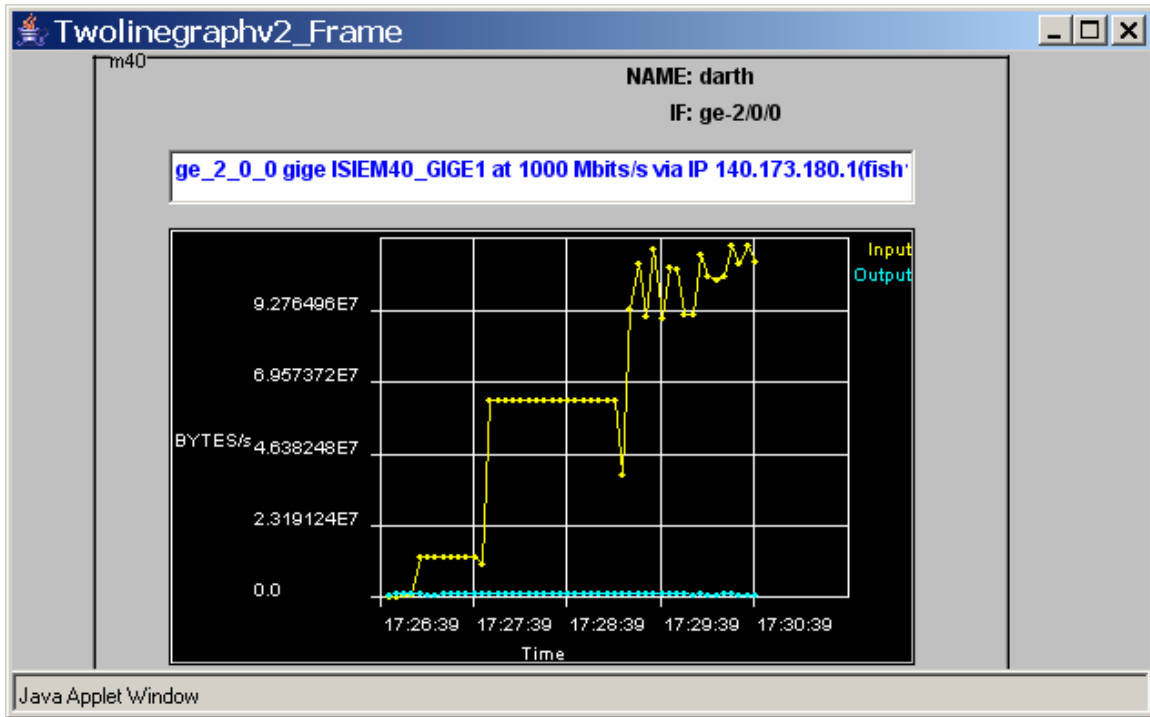 Twolinegraphv2_Frame
m40
NAME: darth
IF: ge-2/0/0
ge_2_0_0 gige ISIEM40_GIGE1 at 1000 Mbits/s via IP 140.173.180.1(fish
Input
Output
9.276496E7
6.957372E7
BYTES/s
4.638248E7
2.319124E7
0.0
17:26:39 17:27:39 17:28:39 17:29:39 17:30:39
Time
Java Applet Window